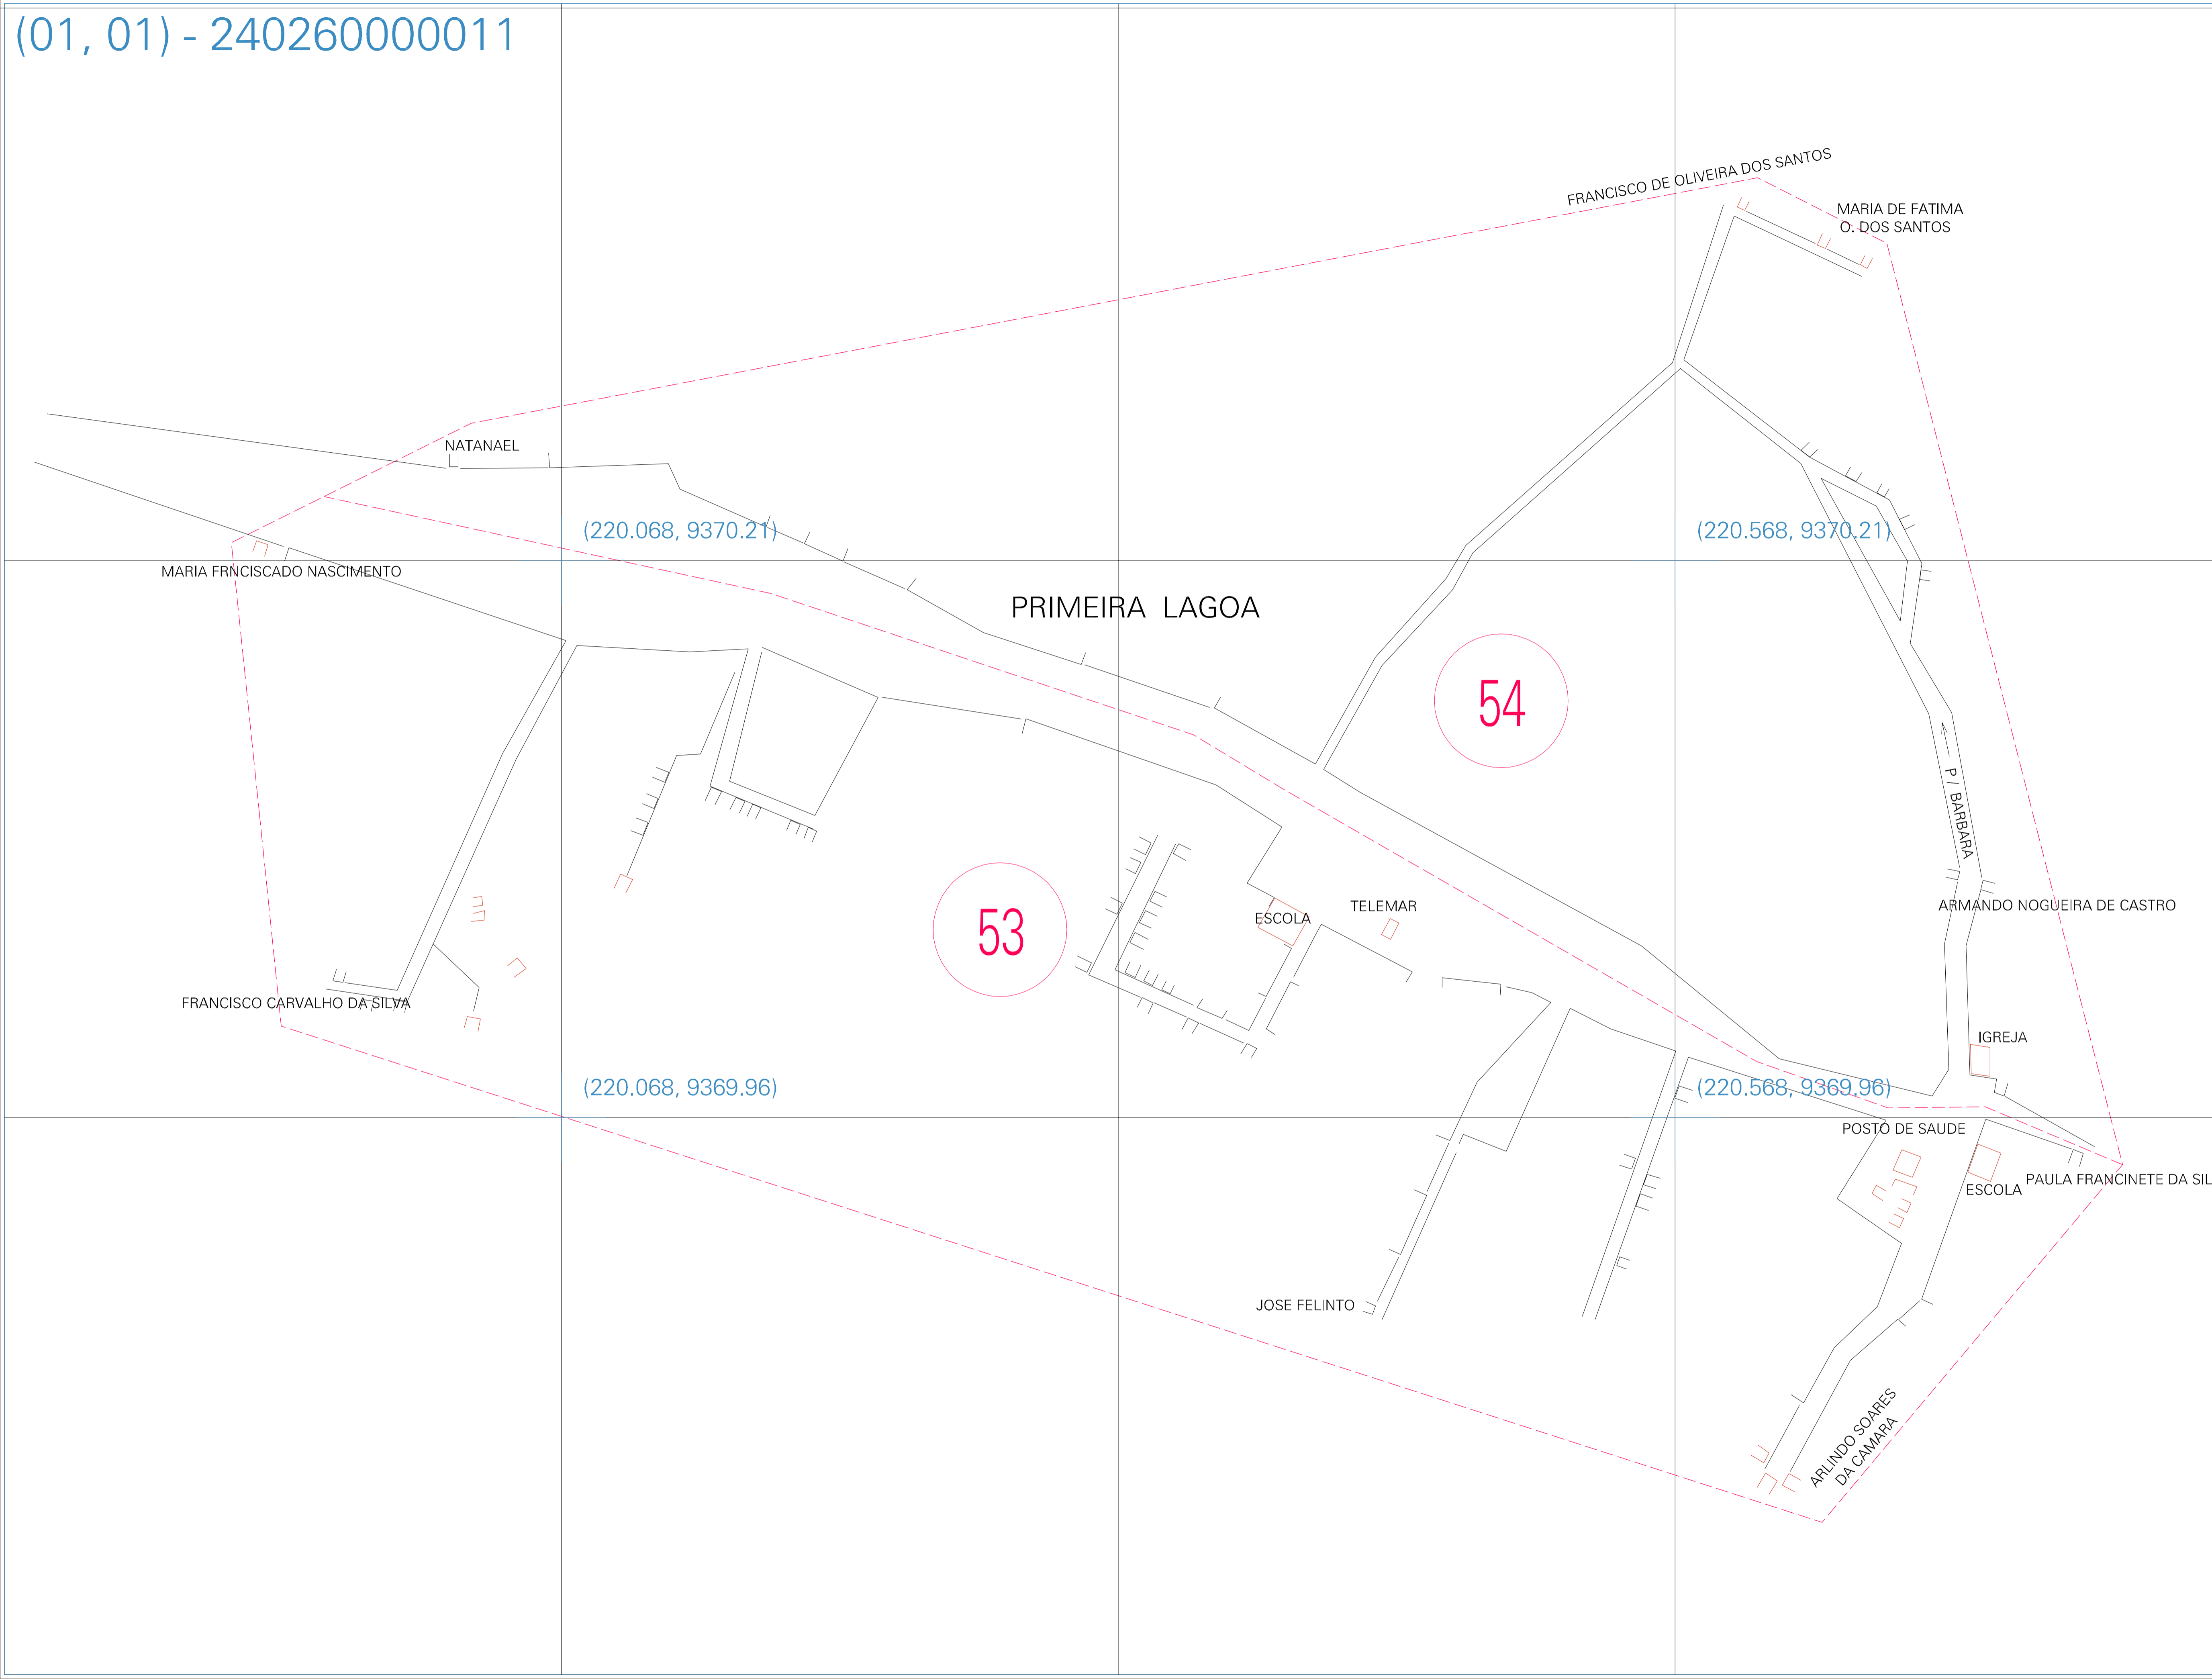 (01, 01) - 240260000011
FRANCISCO DE OLIVEIRA DOS SANTOS
MARIA DE FATIMA
O. DOS SANTOS
NATANAEL
(220.068, 9370.21)
(220.568, 9370.21)
MARIA FRNCISCADO NASCIMENTO
PRIMEIRA LAGOA
54
P / BARBARA
53
ESCOLA
TELEMAR
ARMANDO NOGUEIRA DE CASTRO
FRANCISCO CARVALHO DA SILVA
IGREJA
(220.068, 9369.96)
(220.568, 9369.96)
POSTO DE SAUDE
ESCOLA
PAULA FRANCINETE DA SIL
JOSE FELINTO
ARLINDO SOARES
DA CAMARA